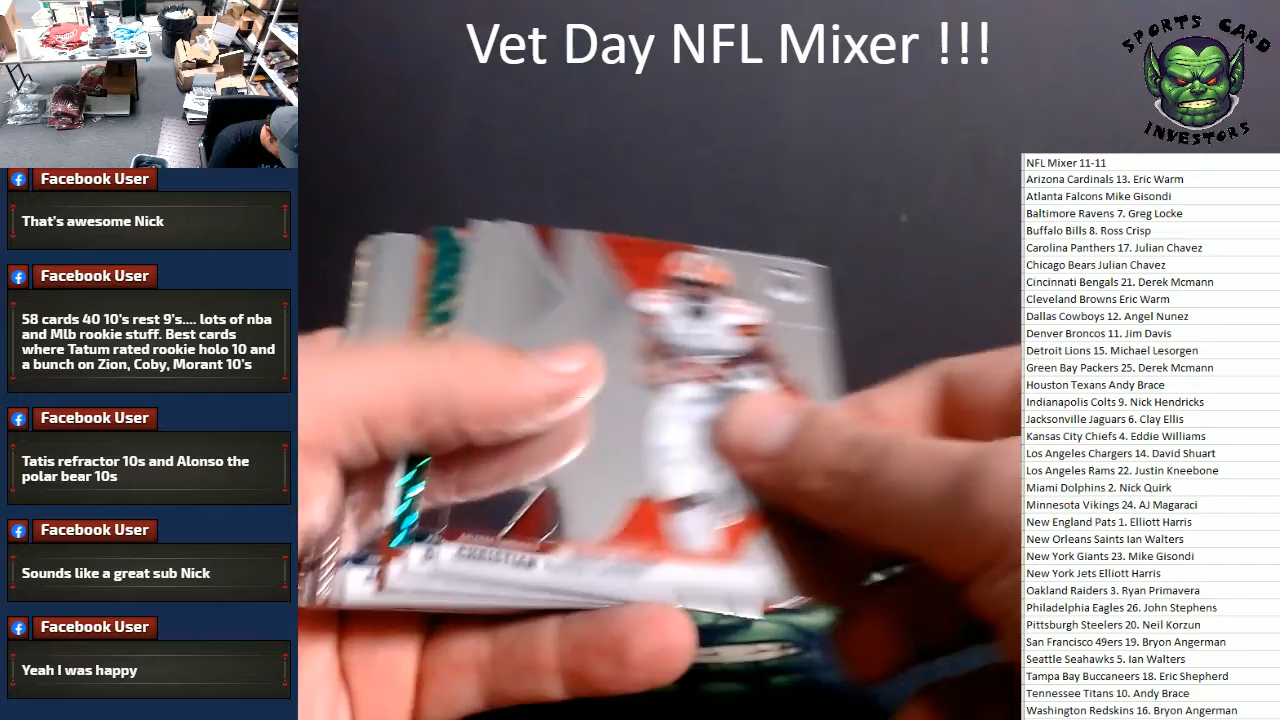 Vet Day NFL Mixer !!!
SPORTS CARD
INVESTORS
Facebook User
That's awesome Nick
Facebook User
58 cards 40 10's rest 9's.... lots of nba
and Mlb rookie stuff. Best cards
where Tatum rated rookie holo 10 and
a bunch on Zion, Coby, Morant 10's
Facebook User
Tatis refractor 10s and Alonso the
polar bear 10s
Facebook User
Sounds like a great sub Nick
Facebook User
Yeah I was happy
CHRISTIAN
NFL Mixer 11-11
Arizona Cardinals 13. Eric Warm
Atlanta Falcons Mike Gisondi
Baltimore Ravens 7. Greg Locke
Buffalo Bills 8. Ross Crisp
Carolina Panthers 17. Julian Chavez
Chicago Bears Julian Chavez
Cincinnati Bengals 21. Derek Mcmann
Cleveland Browns Eric Warm
Dallas Cowboys 12. Angel Nunez
Denver Broncos 11. Jim Davis
Detroit Lions 15. Michael Lesorgen
Green Bay Packers 25. Derek Mcmann
Houston Texans Andy Brace
Indianapolis Colts 9. Nick Hendricks
Jacksonville Jaguars 6. Clay Ellis
Kansas City Chiefs 4. Eddie Williams
Los Angeles Chargers 14. David Shuart
Los Angeles Rams 22. Justin Kneebone
Miami Dolphins 2. Nick Quirk
Minnesota Vikings 24. AJ Magaraci
New England Pats 1. Elliott Harris
New Orleans Saints Ian Walters
New York Giants 23. Mike Gisondi
New York Jets Elliott Harris
Oakland Raiders 3. Ryan Primavera
Philadelphia Eagles 26. John Stephens
Pittsburgh Steelers 20. Neil Korzun
San Francisco 49ers 19. Bryon Angerman
Seattle Seahawks 5. Ian Walters
Tampa Bay Buccaneers 18. Eric Shepherd
Tennessee Titans 10. Andy Brace
Washington Redskins 16. Bryon Angerman